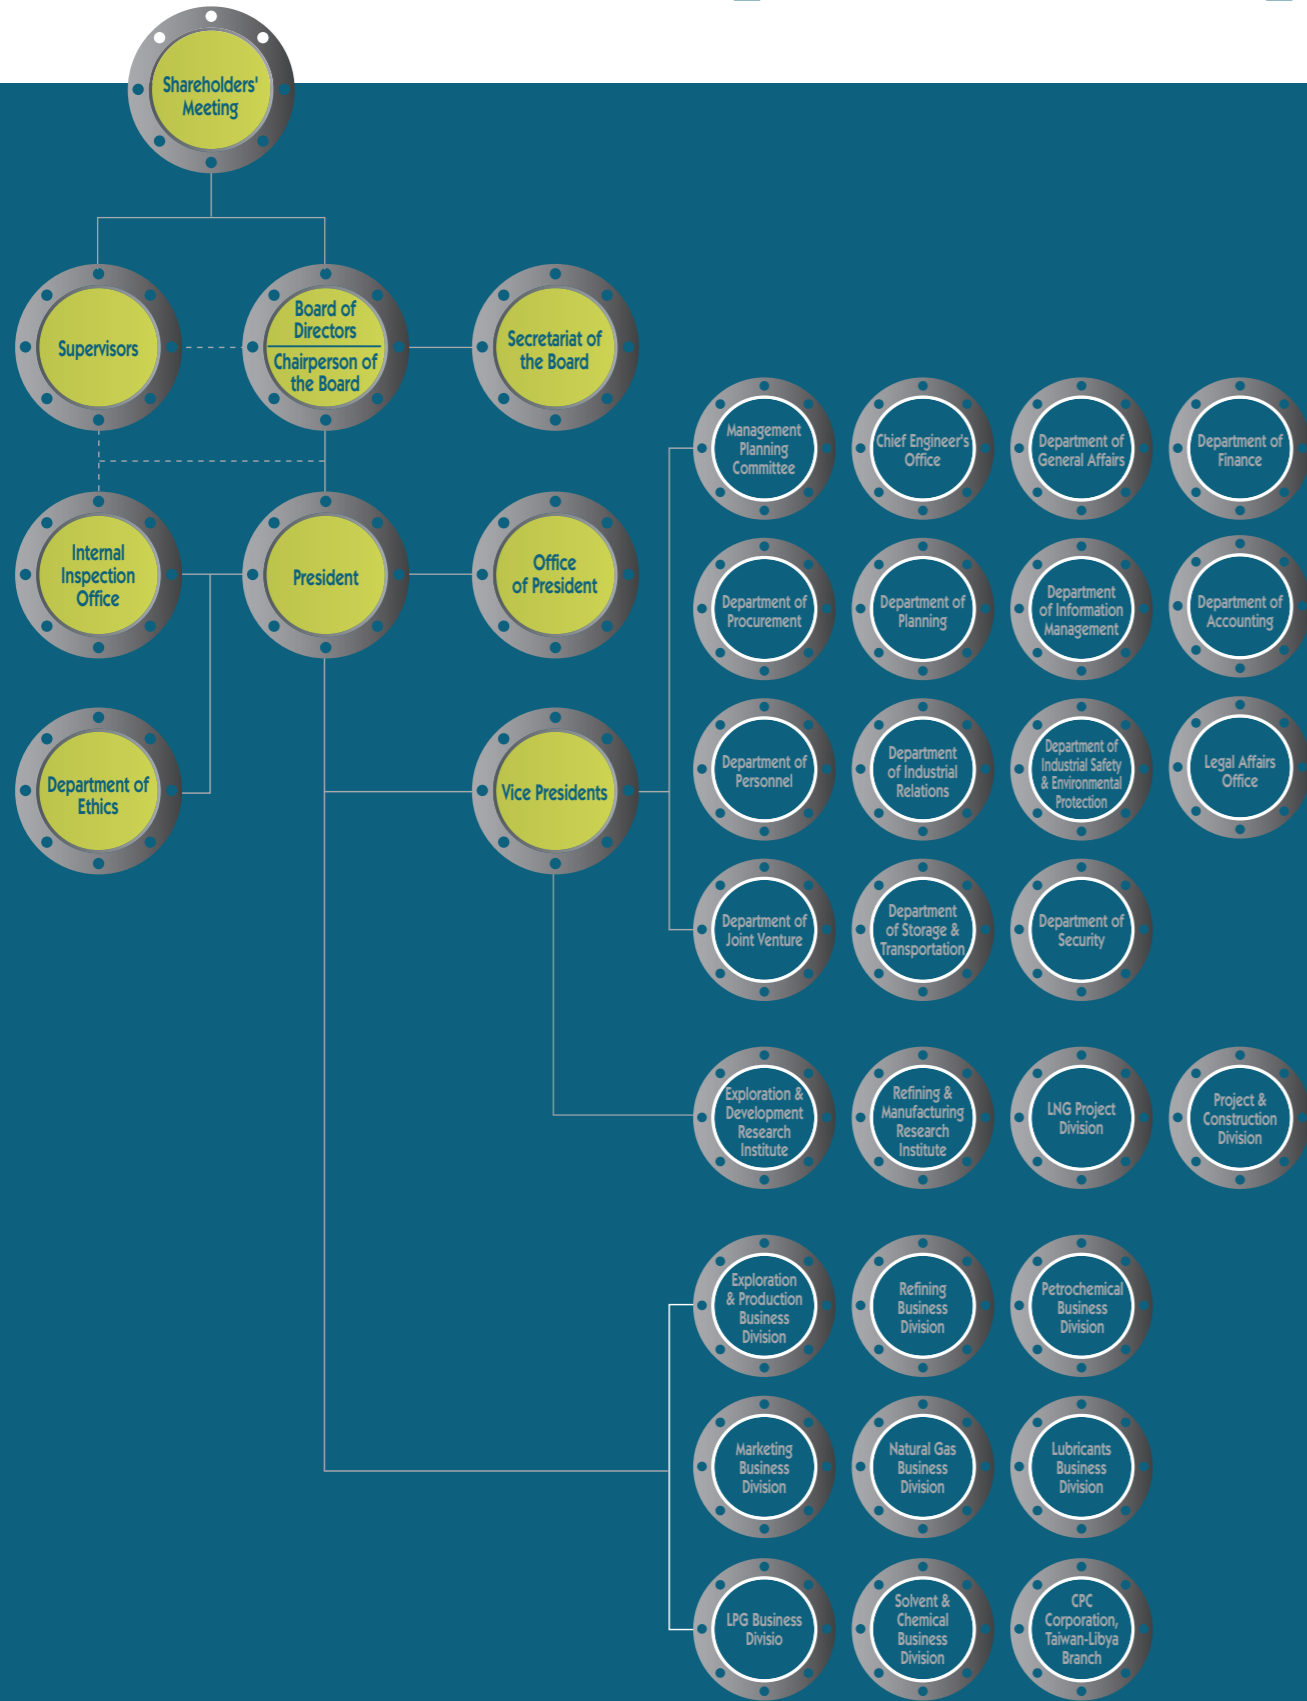 Shareholders'
Meeting
Supervisors
Board of
Directors
Chairperson of
the Board
Secretariat of
the Board
Internal
Inspection
Office
President
Office
of President
Department of
Ethics
Vice Presidents
Management
Planning
Committee
Chief Engineer's
Office
Department of
General Affairs
Department of
Finance
Department of
Procurement
Department of
Planning
Department
of Information
Management
Department of
Accounting
Department of
Personnel
Department
of Industrial
Relations
Department of
Industrial Safety
& Environmental
Protection
Legal Affairs
Office
Department of
Joint Venture
Department
of Storage &
Transportation
Department of
Security
Exploration &
Development
Research
Institute
Refining &
Manufacturing
Research
Institute
LNG Project
Division
Project &
Construction
Division
Exploration
& Production
Business
Division
Refining
Business
Division
Petrochemical
Business
Division
Marketing
Business
Division
Natural Gas
Business
Division
Lubricants
Business
Division
LPG Business
Divisio
Solvent &
Chemical
Business
Division
CPC
Corporation,
Taiwan-Libya
Branch